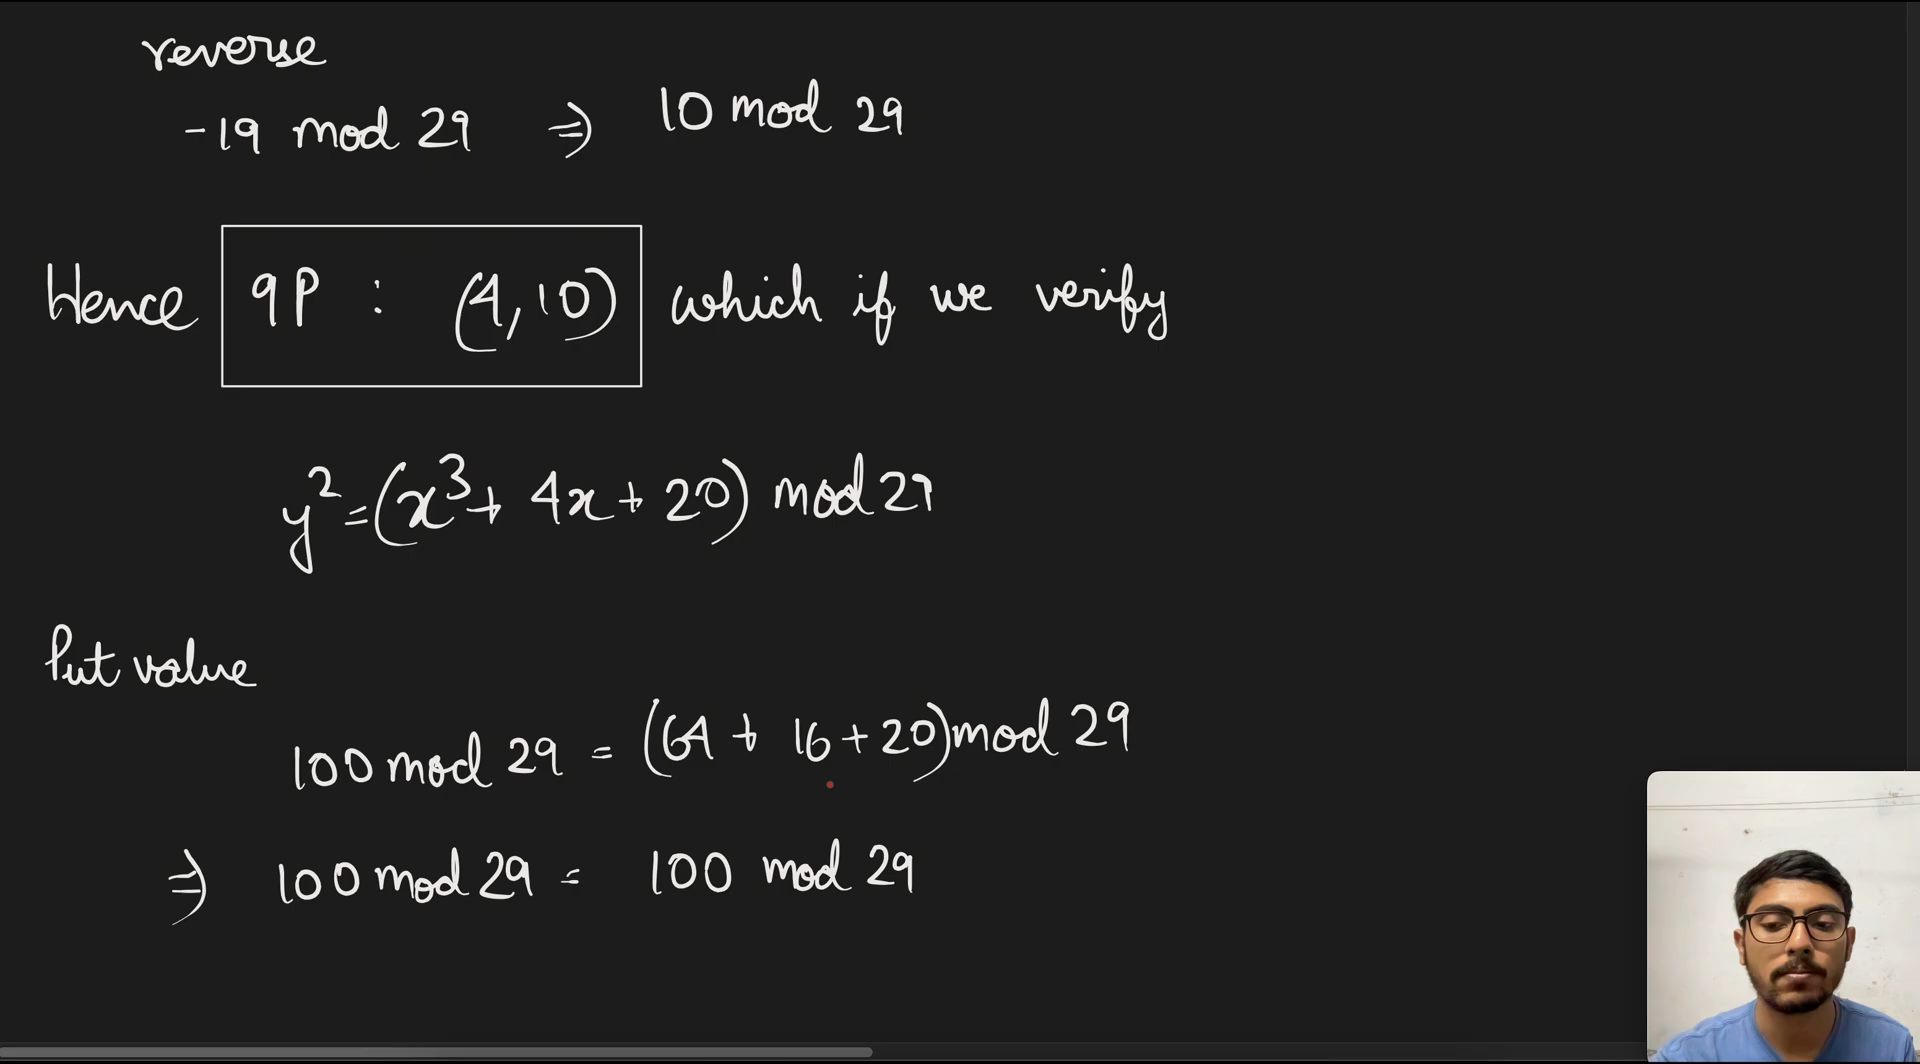 reverse
-19 mod 29 ⇒ 10 mod 29
Hence 9P : (4,10) which if we verify
y² = (x³ + 4x + 20) mod 29
Put value
100 mod 29 = (64 + 16 + 20) mod 29
⇒ 100 mod 29 = 100 mod 29